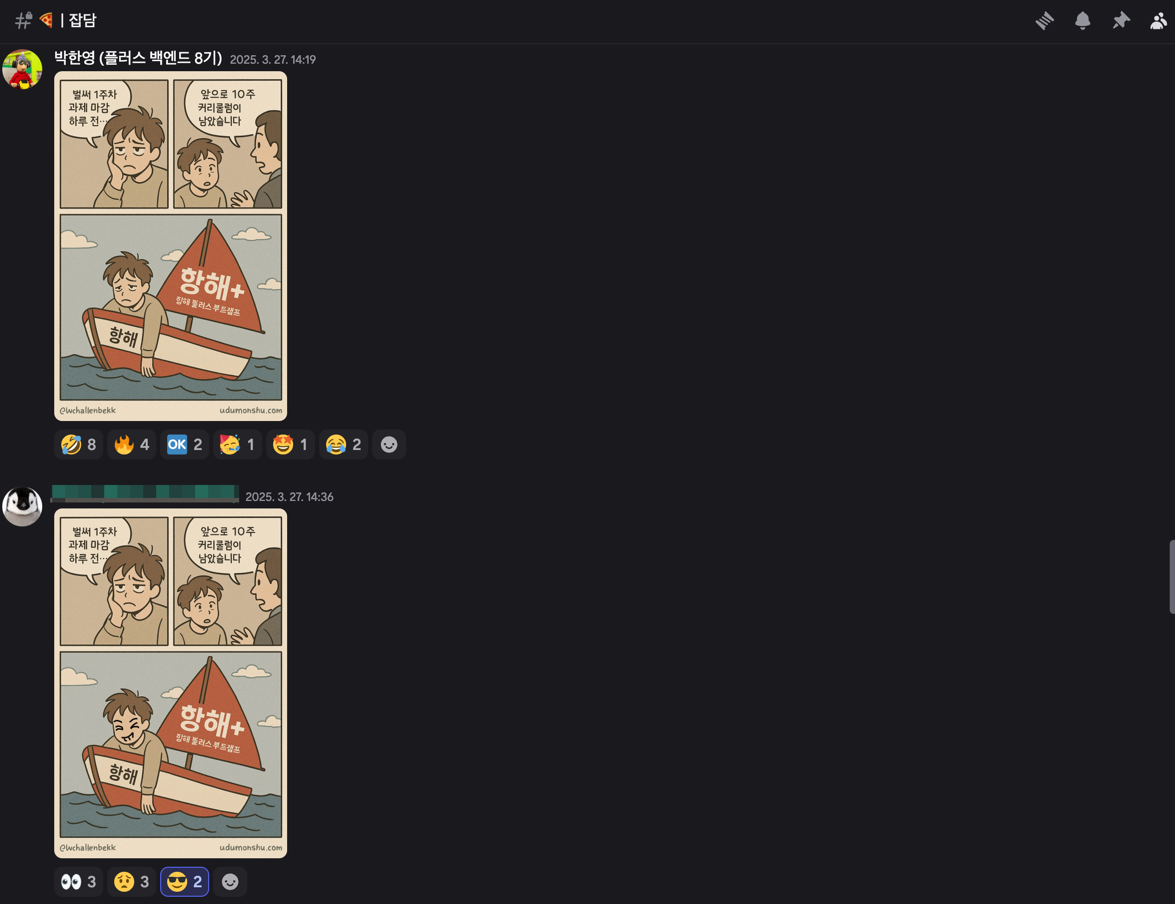 | 잡담
박한영 (플러스 백엔드 8기) 2025. 3. 27. 14:19
벌써 1주차
과제 마감
하루 전…
앞으로 10주
커리큘럼이
남았습니다
항해+
항해 플러스 부트캠프
항해
@lwchallenbekk
udumonshu.com
8
4
OK 2
1
1
2
2025. 3. 27. 14:36
벌써 1주차
과제 마감
하루 전…
앞으로 10주
커리큘럼이
남았습니다
항해+
항해 플러스 부트캠프
항해
@lwchallenbekk
udumonshu.com
3
3
2